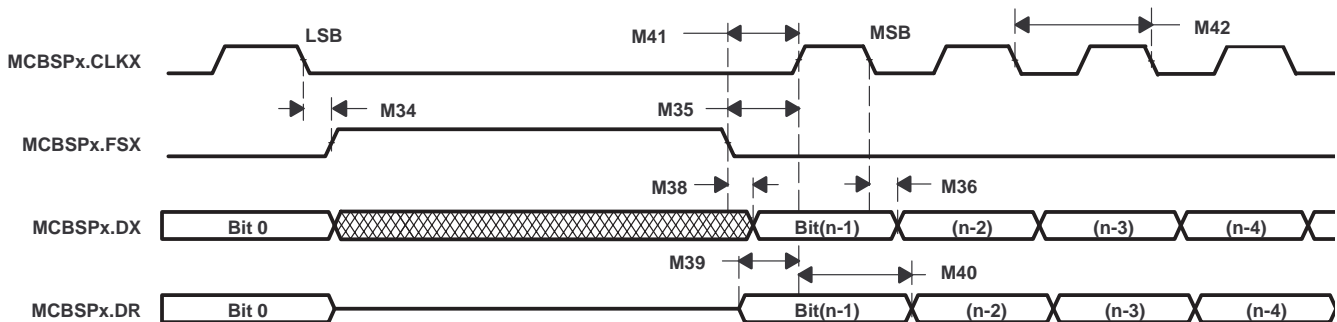 LSB
M41
MSB
M42
MCBSPx.CLKX
M34
M35
MCBSPx.FSX
M38
M36
MCBSPx.DX
Bit 0
Bit(n-1)
(n-2)
(n-3)
(n-4)
M39
M40
MCBSPx.DR
Bit 0
Bit(n-1)
(n-2)
(n-3)
(n-4)